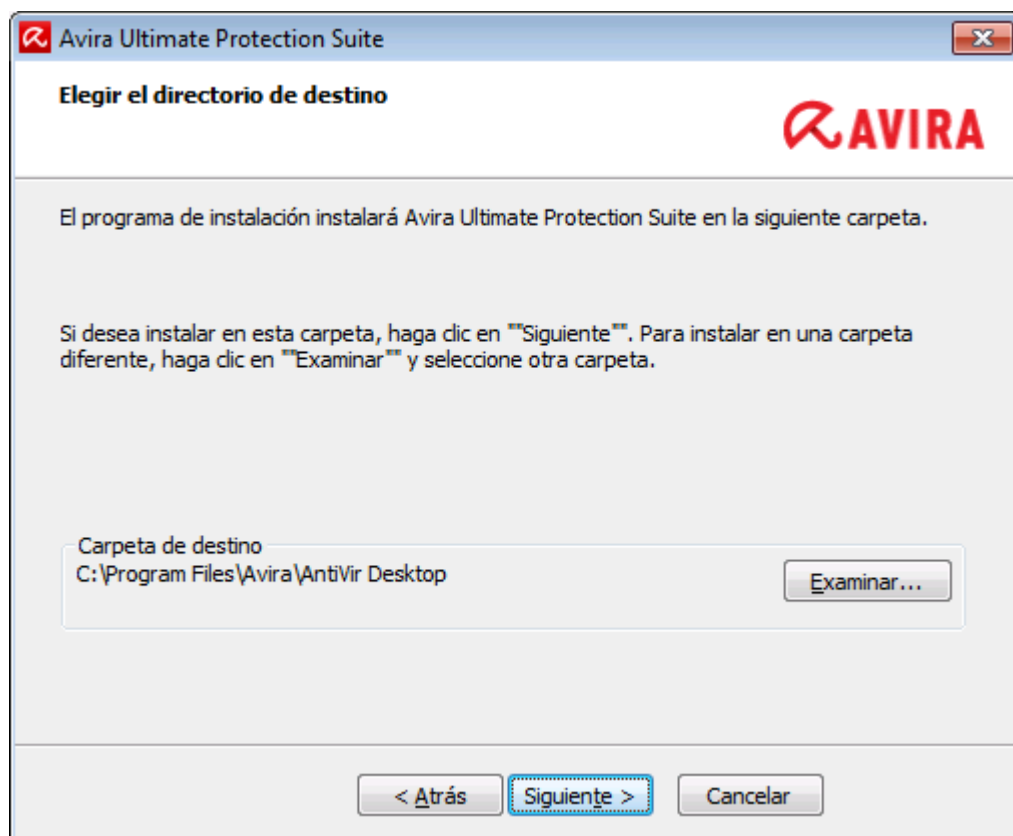 Avira Ultimate Protection Suite
Elegir el directorio de destino
AVIRA
El programa de instalación instalará Avira Ultimate Protection Suite en la siguiente carpeta.
Si desea instalar en esta carpeta, haga clic en ""Siguiente"". Para instalar en una carpeta
diferente, haga clic en ""Examinar"" y seleccione otra carpeta.
Carpeta de destino
C:\Program Files\Avira\AntiVir Desktop
Examinar...
< Atrás
Siguiente >
Cancelar